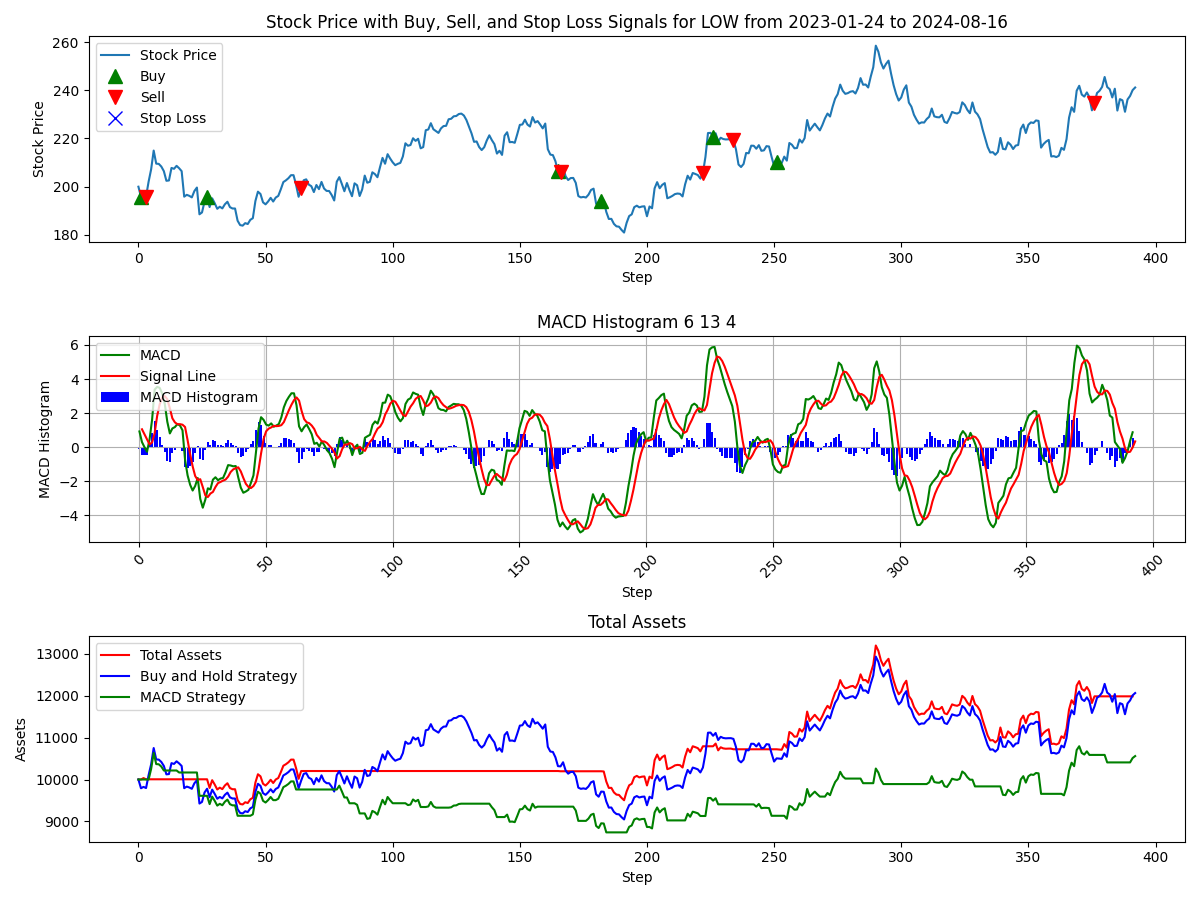 Stock Price with Buy, Sell, and Stop Loss Signals for LOW from 2023-01-24 to 2024-08-16
Stock Price
260
240
220
200
180
Stock Price
Buy
Sell
Stop Loss
0 50 100 150 200 250 300 350 400
Step
MACD Histogram 6 13 4
MACD Histogram
6
4
2
0
−2
−4
MACD
Signal Line
MACD Histogram
0 50 100 150 200 250 300 350 400
Step
Total Assets
Assets
13000
12000
11000
10000
9000
Total Assets
Buy and Hold Strategy
MACD Strategy
0 50 100 150 200 250 300 350 400
Step